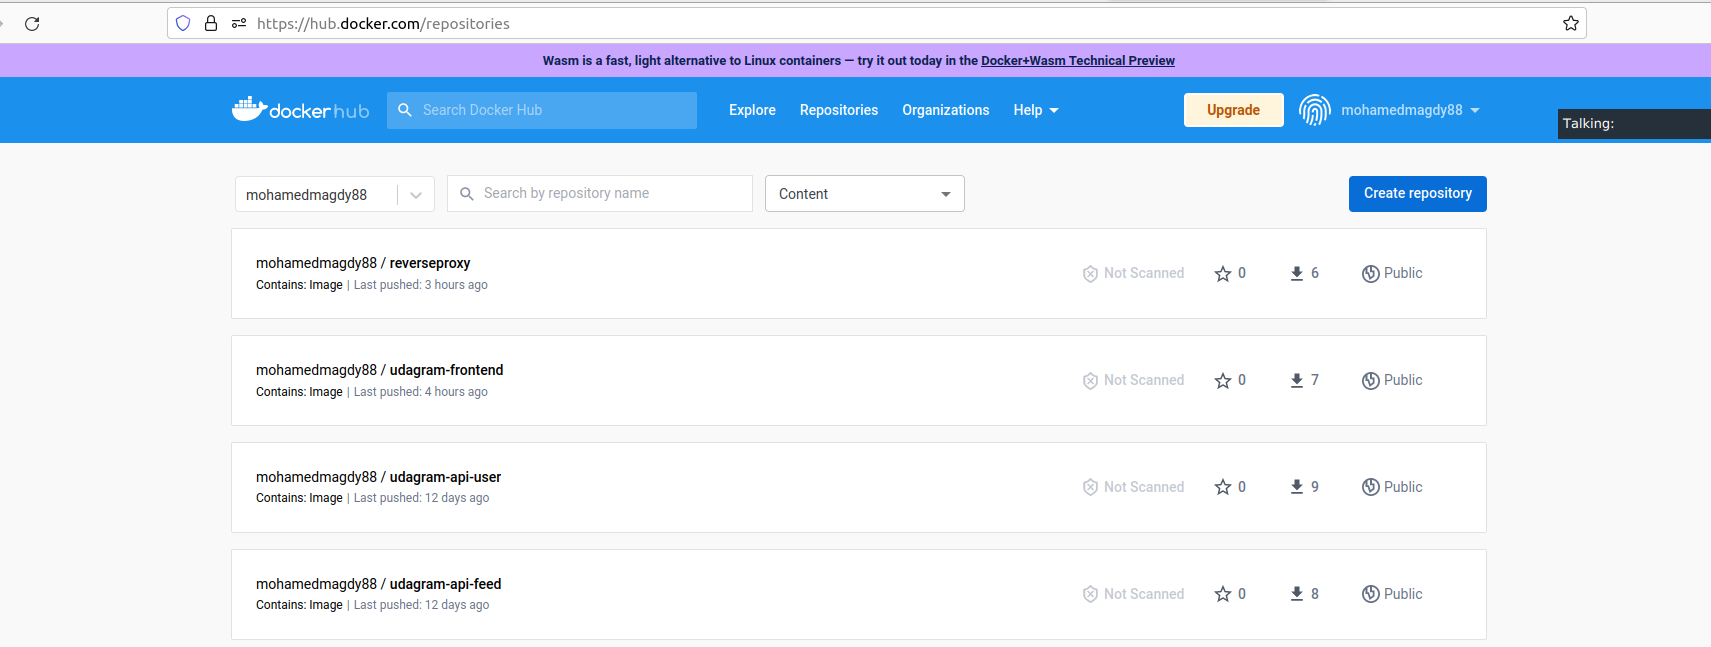 https://hub.docker.com/repositories
Wasm is a fast, light alternative to Linux containers — try it out today in the Docker+Wasm Technical Preview
dockerhub Search Docker Hub Explore Repositories Organizations Help Upgrade mohamedmagdy88
Talking:
mohamedmagdy88 Search by repository name Content Create repository
mohamedmagdy88 / reverseproxy
Contains: Image | Last pushed: 3 hours ago
Not Scanned 0 6 Public
mohamedmagdy88 / udagram-frontend
Contains: Image | Last pushed: 4 hours ago
Not Scanned 0 7 Public
mohamedmagdy88 / udagram-api-user
Contains: Image | Last pushed: 12 days ago
Not Scanned 0 9 Public
mohamedmagdy88 / udagram-api-feed
Contains: Image | Last pushed: 12 days ago
Not Scanned 0 8 Public